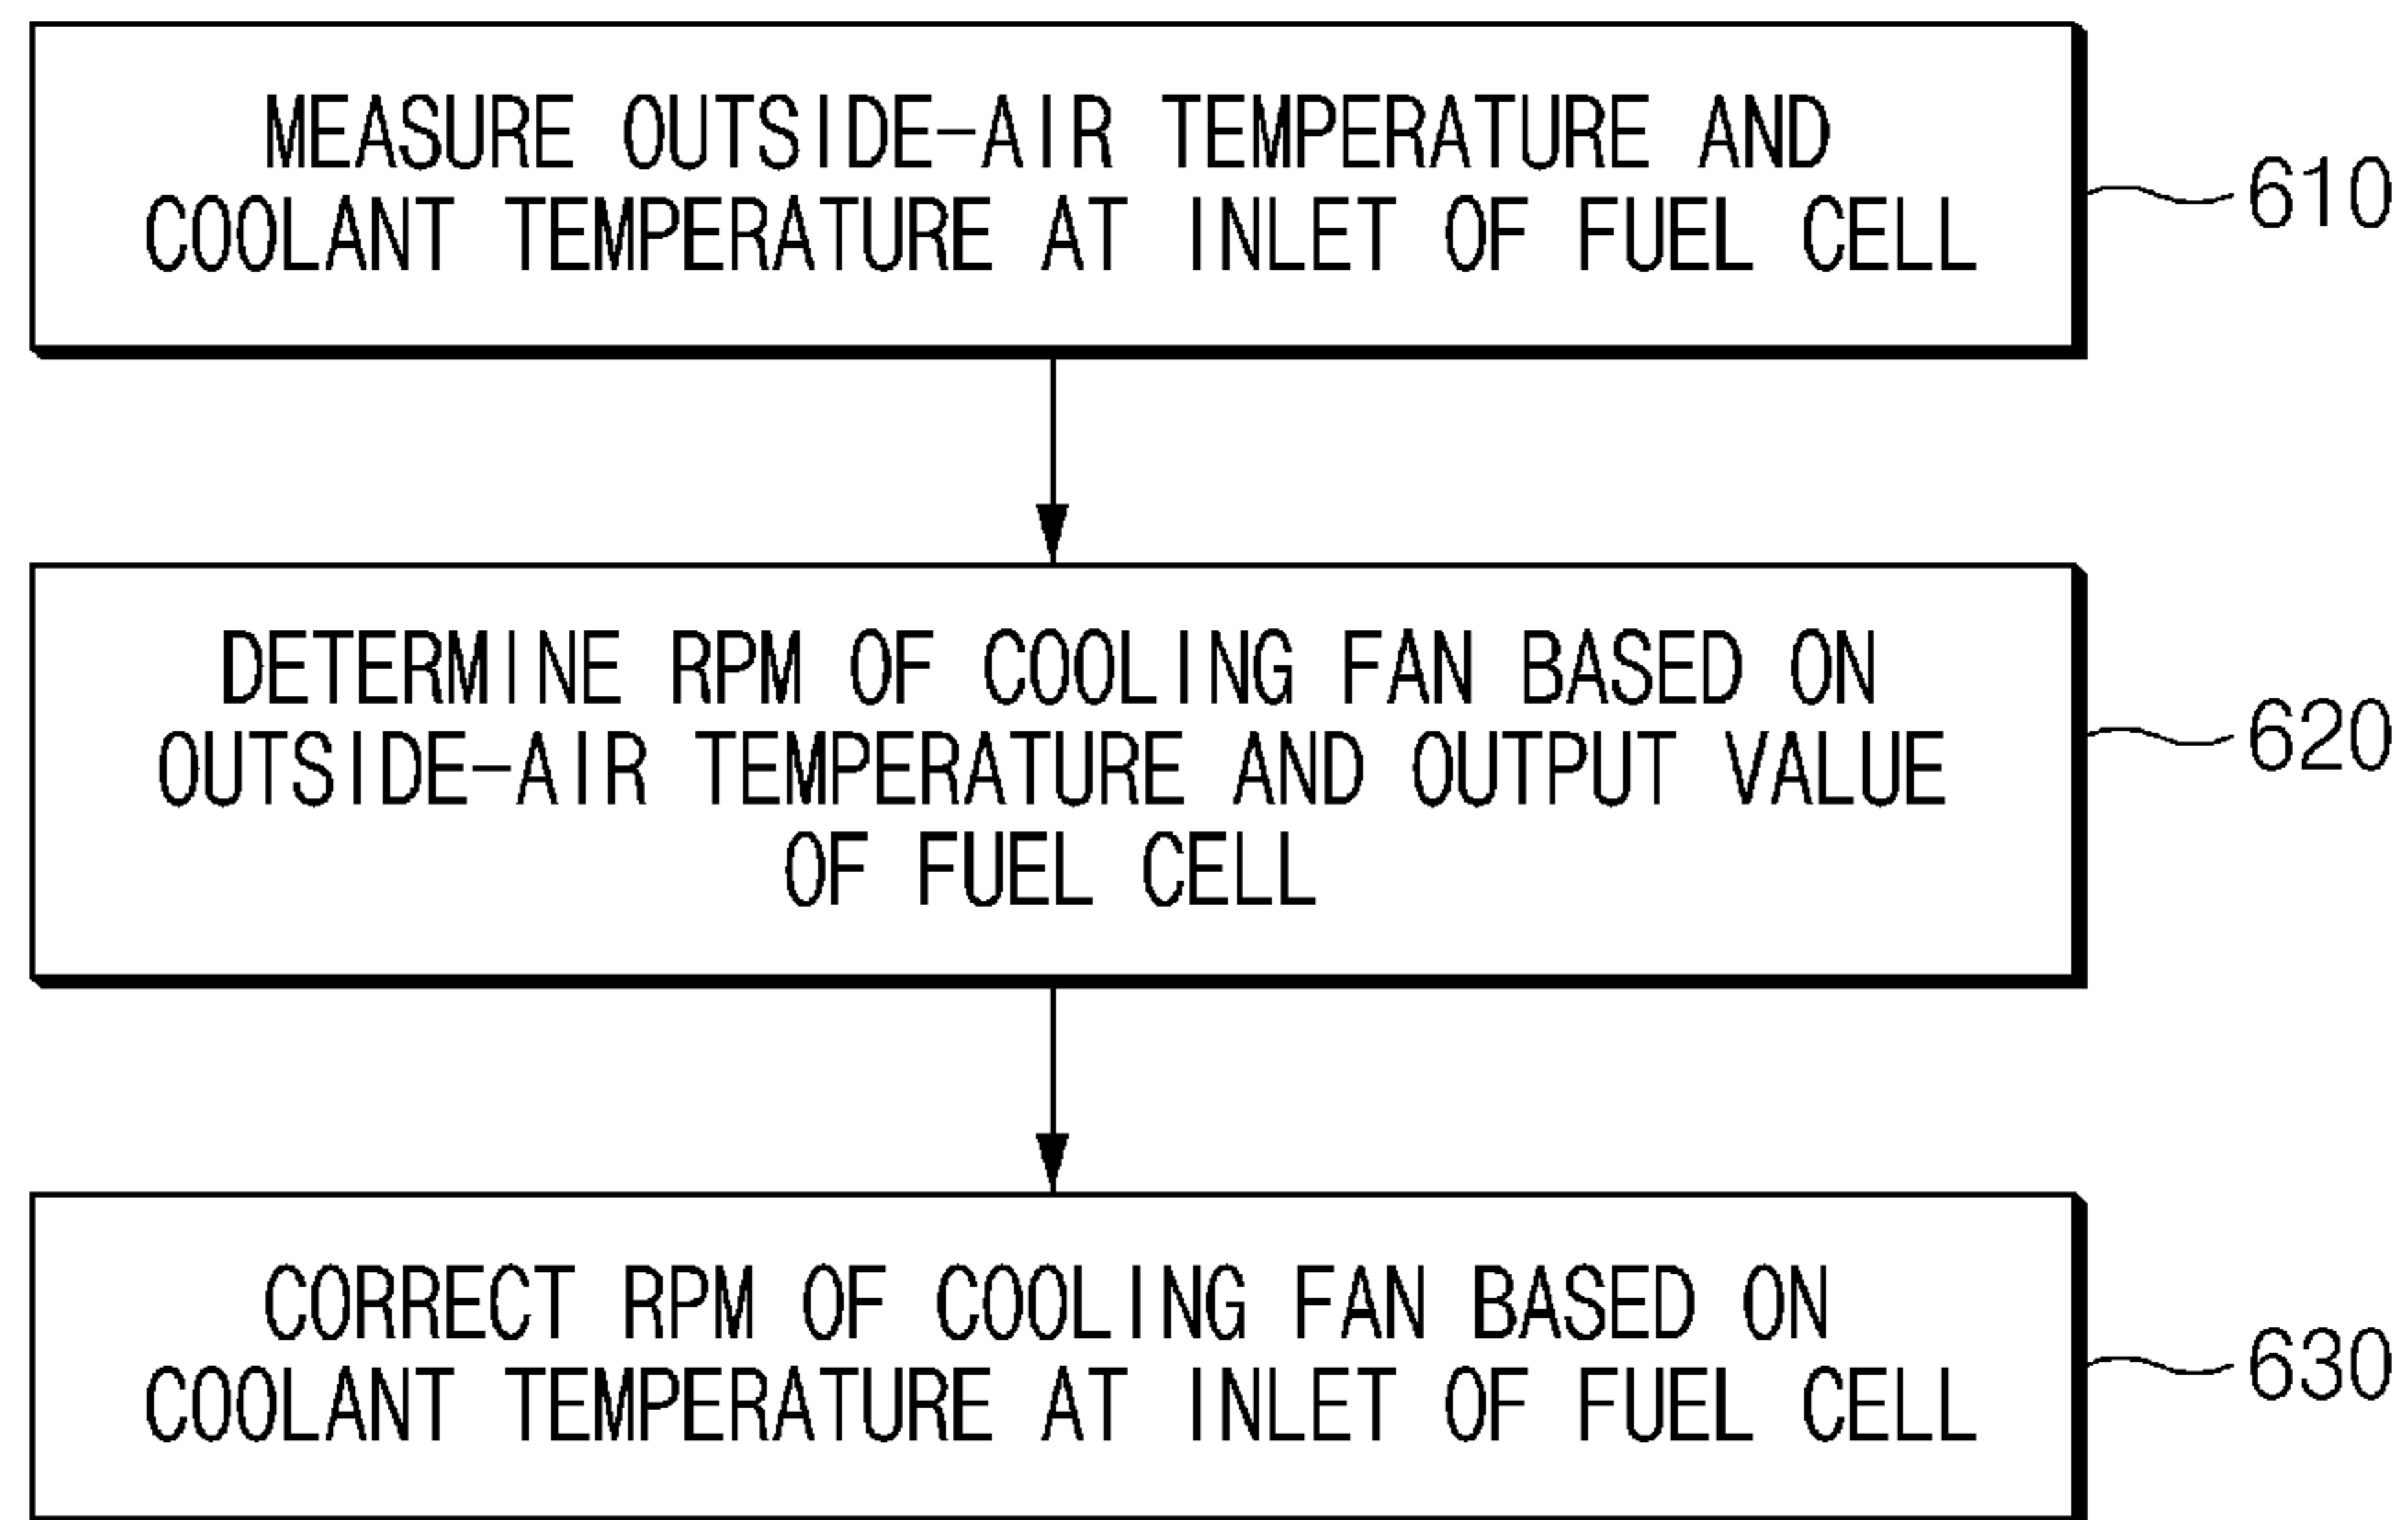 MEASURE OUTSIDE-AIR TEMPERATURE AND
COOLANT TEMPERATURE AT INLET OF FUEL CELL
610
DETERMINE RPM OF COOLING FAN BASED ON
OUTSIDE-AIR TEMPERATURE AND OUTPUT VALUE
OF FUEL CELL
620
CORRECT RPM OF COOLING FAN BASED ON
COOLANT TEMPERATURE AT INLET OF FUEL CELL
630